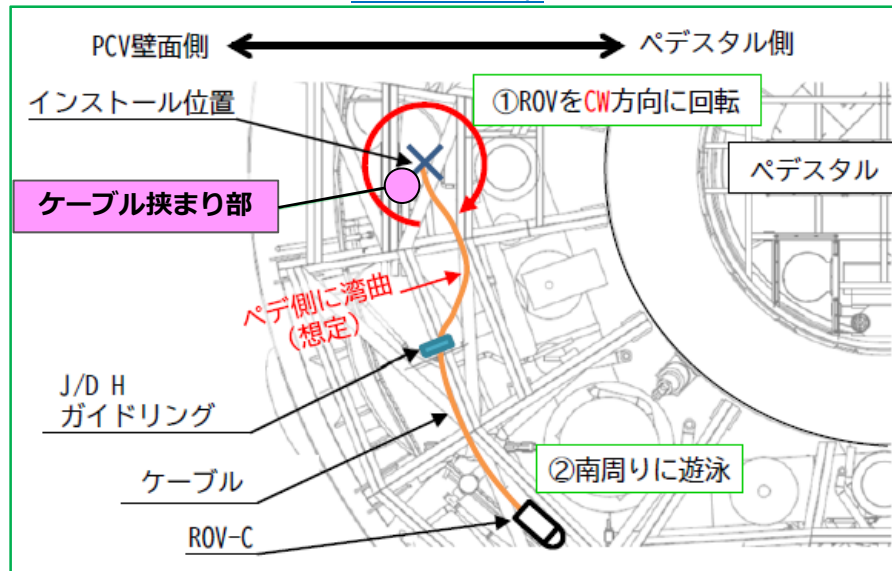 PCV壁面側
ペデスタル側
インストール位置
①ROVをCW方向に回転
ペデスタル
ケーブル挟まり部
ペデ側に湾曲
(想定)
J/D H
ガイドリング
ケーブル
②南周りに遊泳
ROV-C